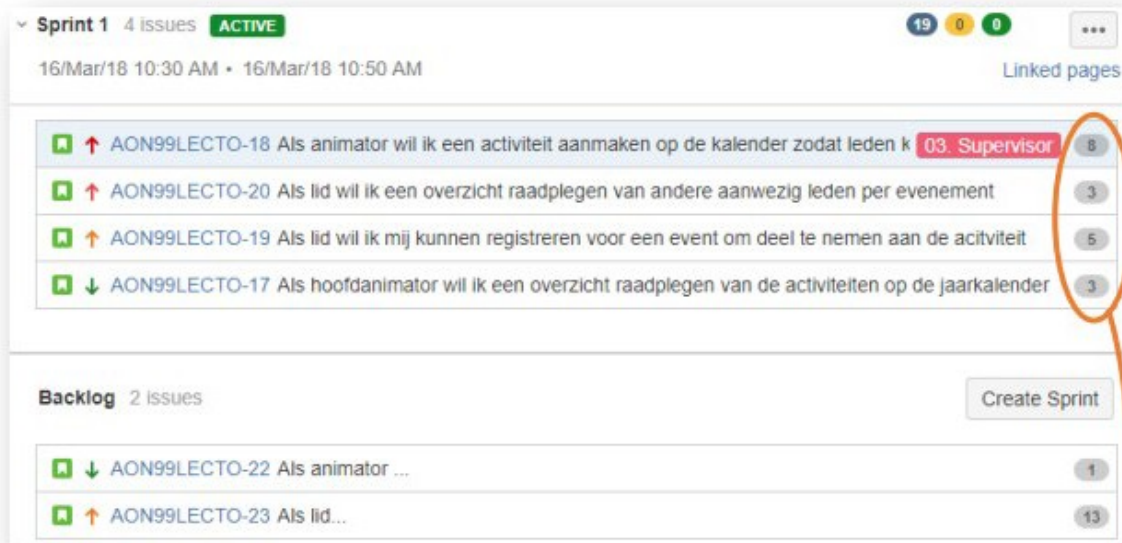 Sprint 1 4 issues ACTIVE 19 0 0 •••
16/Mar/18 10:30 AM • 16/Mar/18 10:50 AM Linked pages
AON99LECTO-18 Als animator wil ik een activiteit aanmaken op de kalender zodat leden k 03. Supervisor 8
AON99LECTO-20 Als lid wil ik een overzicht raadplegen van andere aanwezig leden per evenement 3
AON99LECTO-19 Als lid wil ik mij kunnen registreren voor een event om deel te nemen aan de acitviteit 5
AON99LECTO-17 Als hoofdanimator wil ik een overzicht raadplegen van de activiteiten op de jaarkalender 3
Backlog 2 issues Create Sprint
AON99LECTO-22 Als animator ... 1
AON99LECTO-23 Als lid... 13